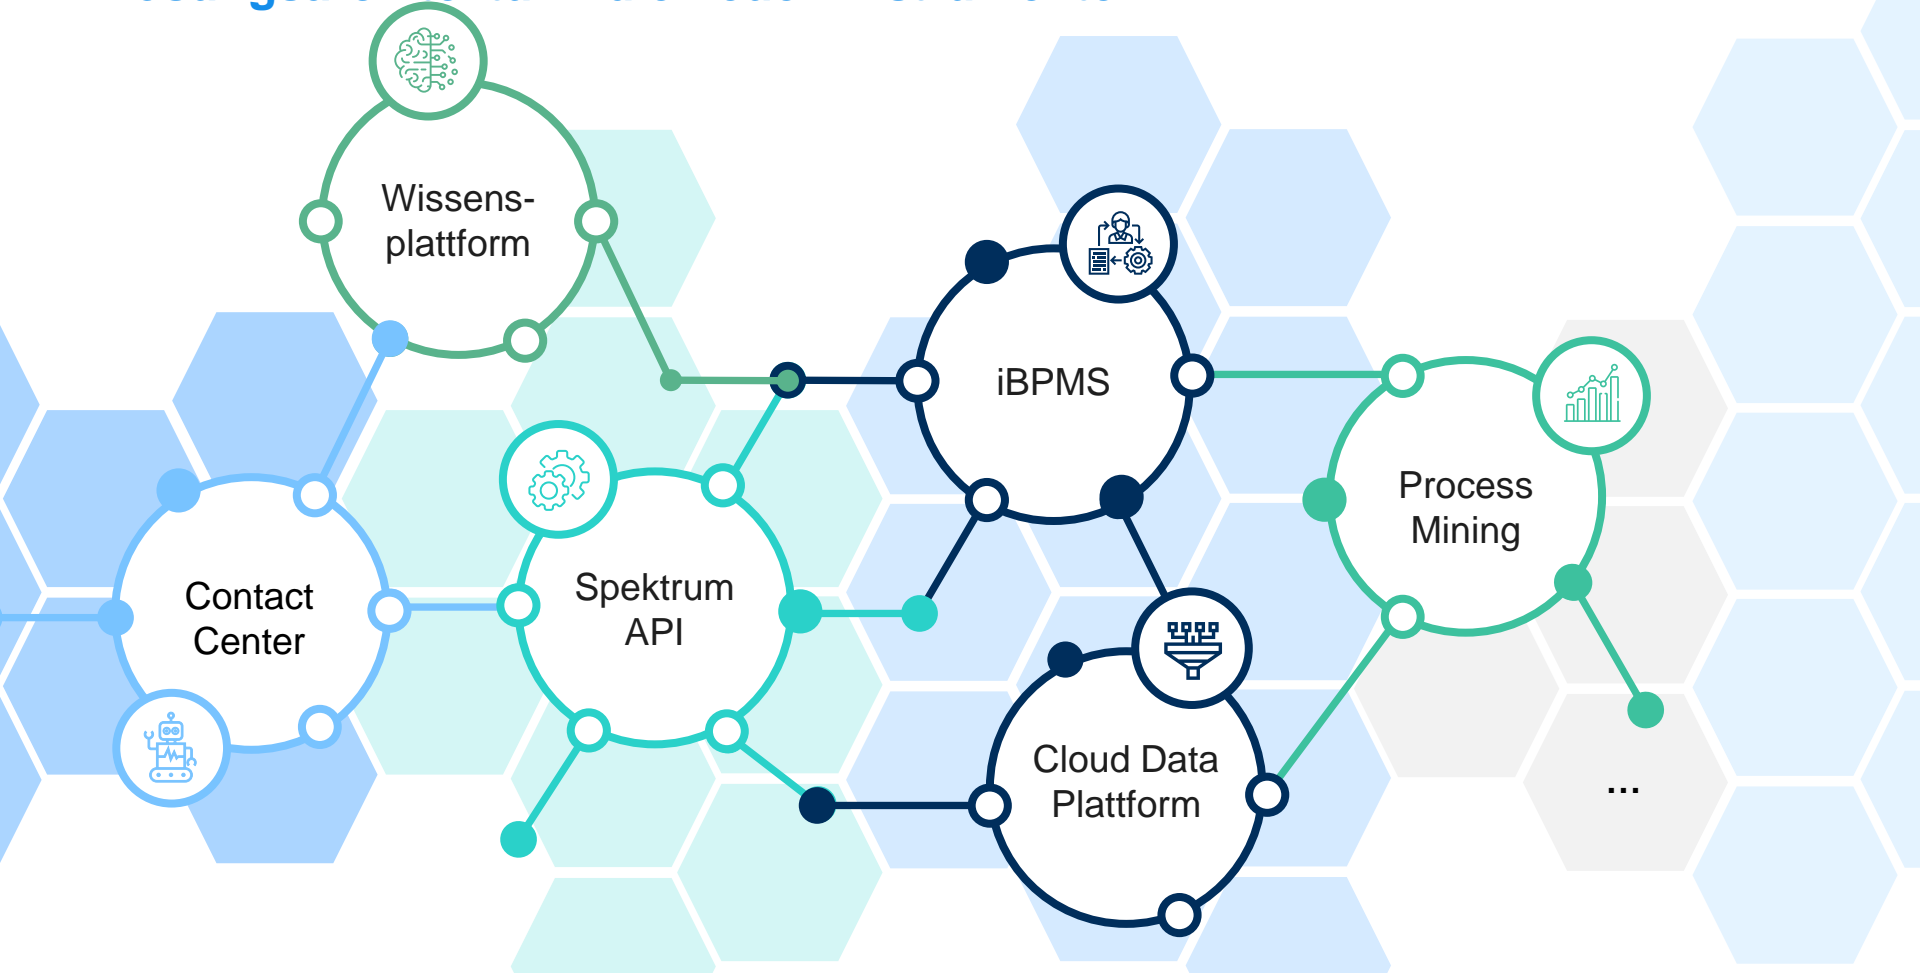 Wissens-
plattform
iBPMS
Process
Mining
Contact
Center
Spektrum
API
Cloud Data
Plattform
...